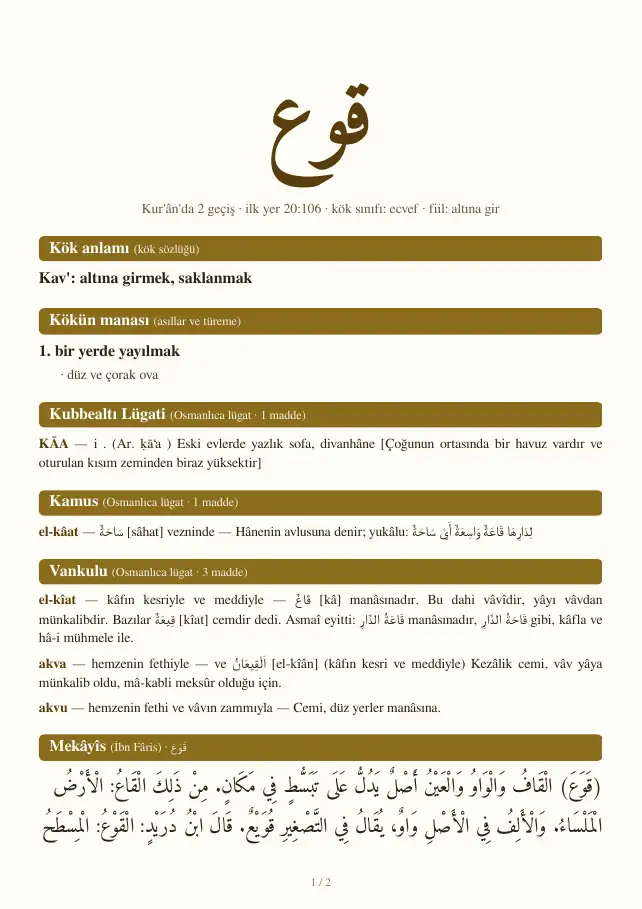 قوع
Kur'ân'da 2 geçiş · ilk yer 20:106 · kök sınıfı: ecvef · fiil: altına gir
Kök anlamı (kök sözlüğü)
Kav': altına girmek, saklanmak
Kökün manası (asıllar ve türeme)
1. bir yerde yayılmak
· düz ve çorak ova
Kubbealtı Lügati (Osmanlıca lügat · 1 madde)
KÃA — i . (Ar. ḳā'a ) Eski evlerde yazlık sofa, divanhâne [Çoğunun ortasında bir havuz vardır ve
oturulan kısım zeminden biraz yüksektir]
Kamus (Osmanlıca lügat · 1 madde)
el-kâat — سَاحَةٌ [sâhat] vezninde — Hânenin avlusuna denir; yukâlu: لِدَارِهَا قَاعَةٌ وَاسِعَةٌ أَيْ سَاحَةٌ
Vankulu (Osmanlıca lügat · 3 madde)
el-kîat — kâfın kesriyle ve meddiyle — قَاعٌ [kâ] manâsınadır. Bu dahi vâvîdir, yâyı vâvdan
münkalibdir. Bazılar قِيعَةٌ [kîat] cemdir dedi. Asmaî eyitti: قَاعَةُ الدَّارِ manâsınadır, قَاحَةُ الدَّارِ gibi, kâfla ve
hâ-i mühmele ile.
akva — hemzenin fethiyle — ve اَلْقِيعَانُ [el-kîân] (kâfın kesri ve meddiyle) Kezâlik cemi, vâv yâya
münkalib oldu, mâ-kabli meksûr olduğu için.
akvu — hemzenin fethi ve vâvın zammıyla — Cemi, düz yerler manâsına.
Mekâyîs (İbn Fâris) · قَوَعَ
(قَوَعَ) الْقَافُ وَالْوَاوُ وَالْعَيْنُ أَصْلٌ يَدُلُّ عَلَى تَبَسُّطٍ فِي مَكَانٍ. مِنْ ذَلِكَ الْقَاعُ: الْأَرْضُ
الْمَلْسَاءُ. وَالْأَلِفُ فِي الْأَصْلِ وَاوٌ، يُقَالُ فِي التَّصْغِيرِ قُوَيْعٌ. قَالَ ابْنُ دُرَيْدٍ: الْقَوْعُ: الْمِسْطَحُ
1 / 2